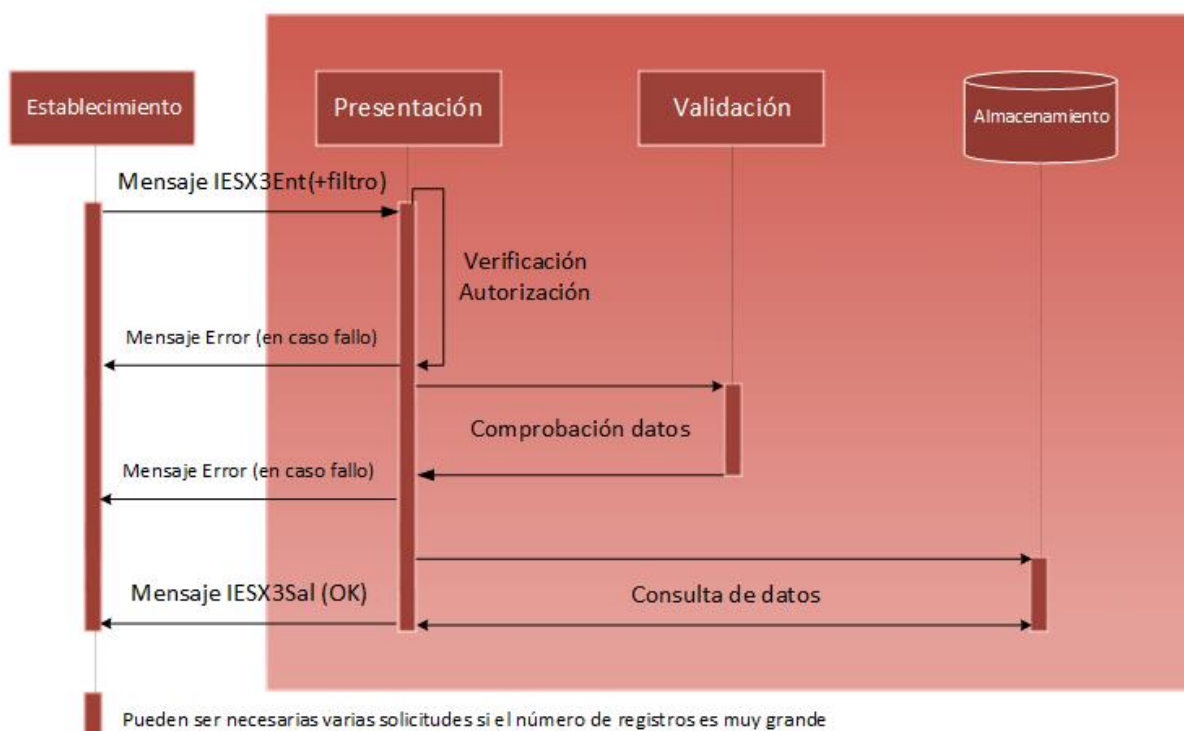 Establecimiento
Presentación
Validación
Almacenamiento
Mensaje IESX3Ent(+filtro)
Verificación
Autorización
Mensaje Error (en caso fallo)
Comprobación datos
Mensaje Error (en caso fallo)
Mensaje IESX3Sal (OK)
Consulta de datos
Pueden ser necesarias varias solicitudes si el número de registros es muy grande